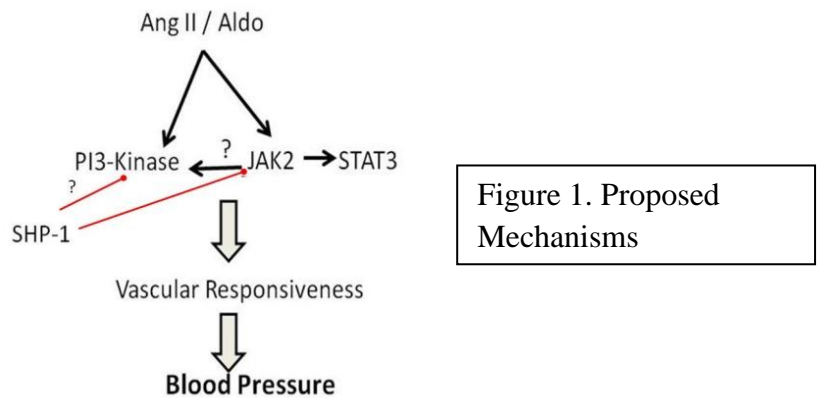 Ang II / Aldo
?
PI3-Kinase JAK2 STAT3
?
SHP-1
Vascular Responsiveness
Blood Pressure
Figure 1. Proposed
Mechanisms